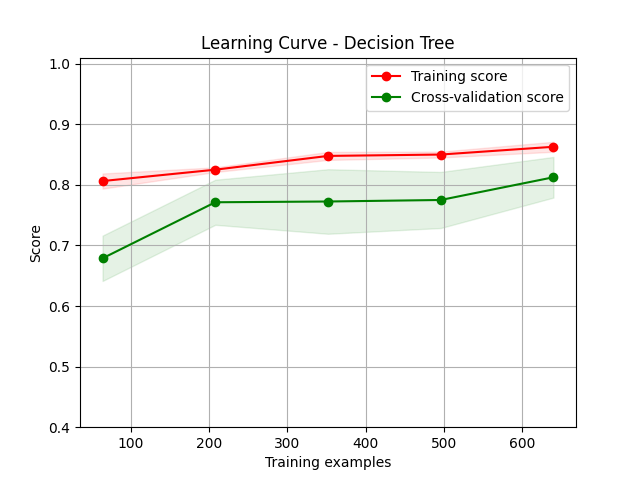 Learning Curve - Decision Tree
1.0
0.9
0.8
0.7
0.6
0.5
0.4
Score
Training score
Cross-validation score
100 200 300 400 500 600
Training examples